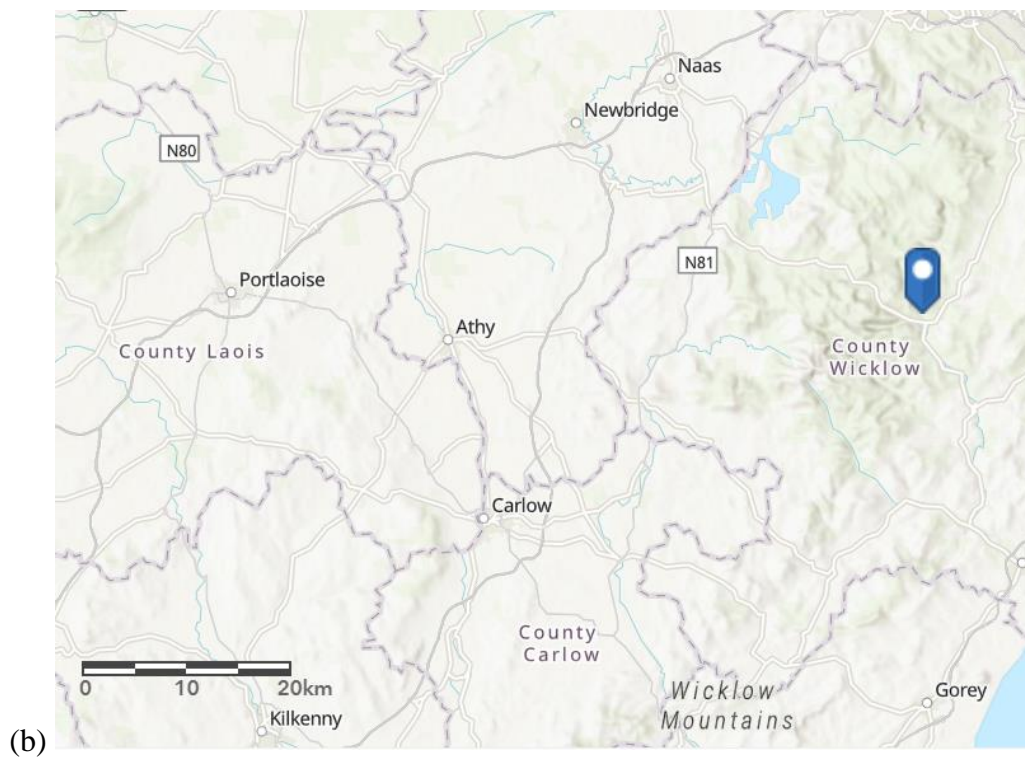 Naas
Newbridge
N80
N81
Portlaoise
Athy
County Laois
County
Wicklow
Carlow
County
Carlow
0 10 20km
Wicklow
Mountains
Gorey
Kilkenny
(b)